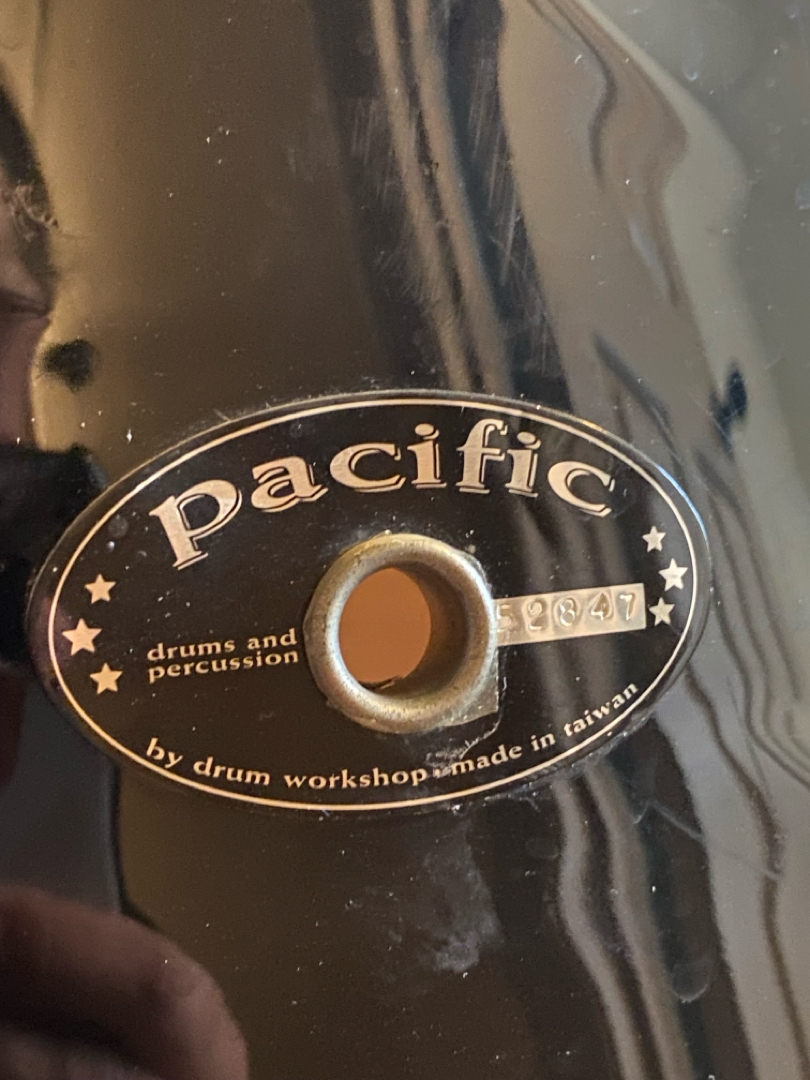 pacific
drums and
percussion
52847
by drum workshop • made in taiwan